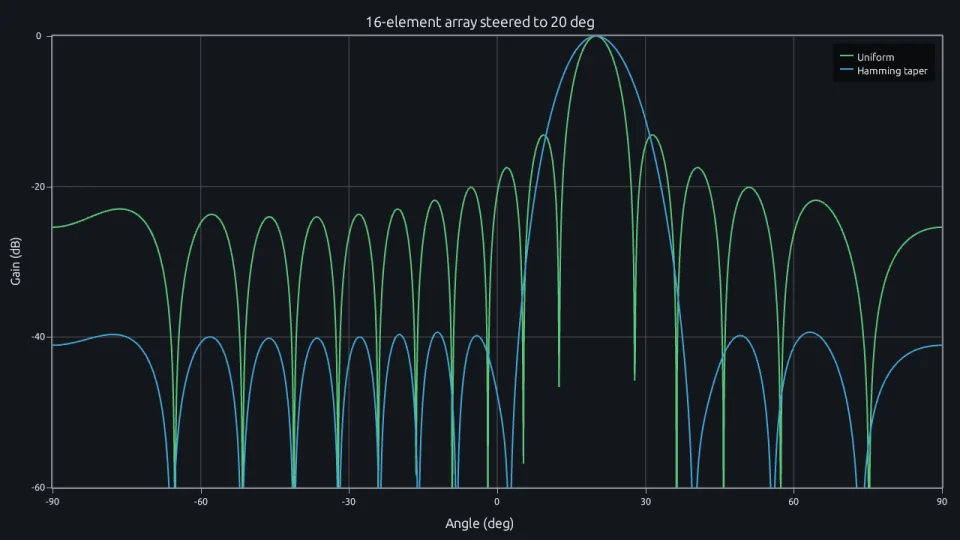 16-element array steered to 20 deg
Uniform
Hamming taper
0
-20
-40
-60
Gain (dB)
-90
-60
-30
0
30
60
90
Angle (deg)